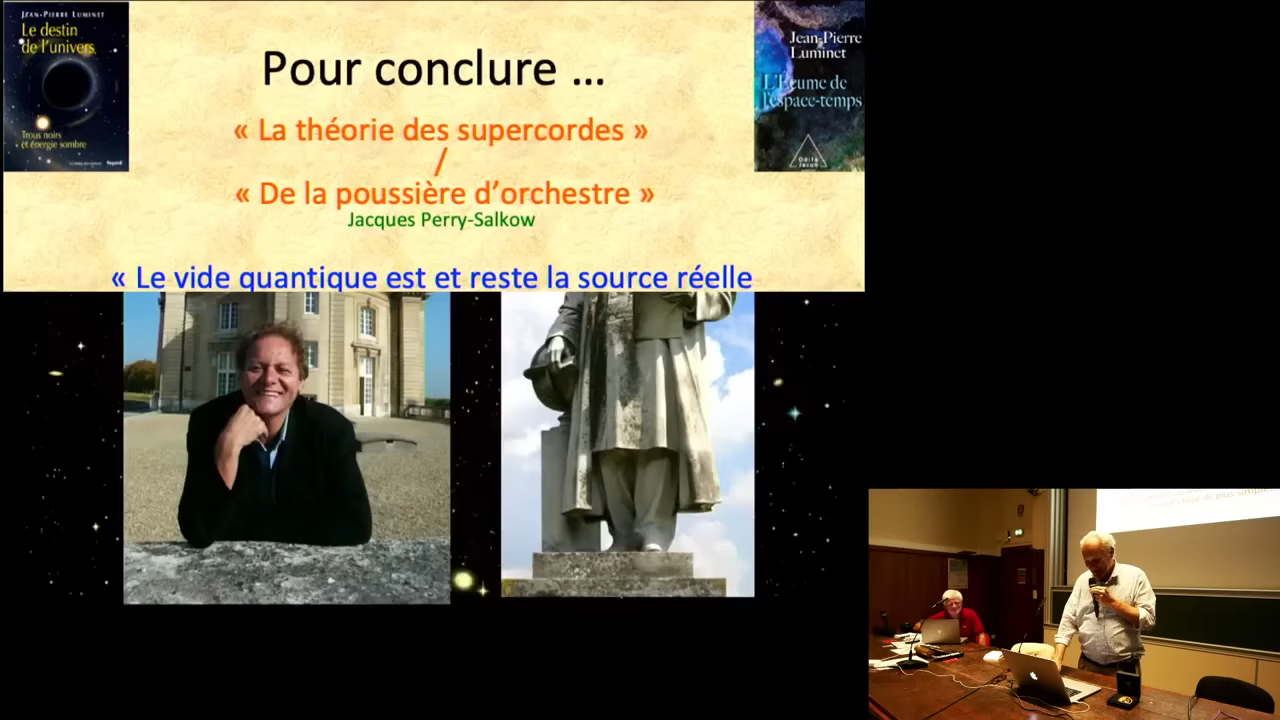 JEAN-PIERRE LUMINET
Le destin
de l'univers
Trous noirs
et énergie sombre
Pour conclure ...
« La théorie des supercordes »
/
« De la poussière d'orchestre »
Jacques Perry-Salkow
« Le vide quantique est et reste la source réelle
Jean-Pierre
Luminet
L'Écume de
l'espace-temps
Odile
Jacob